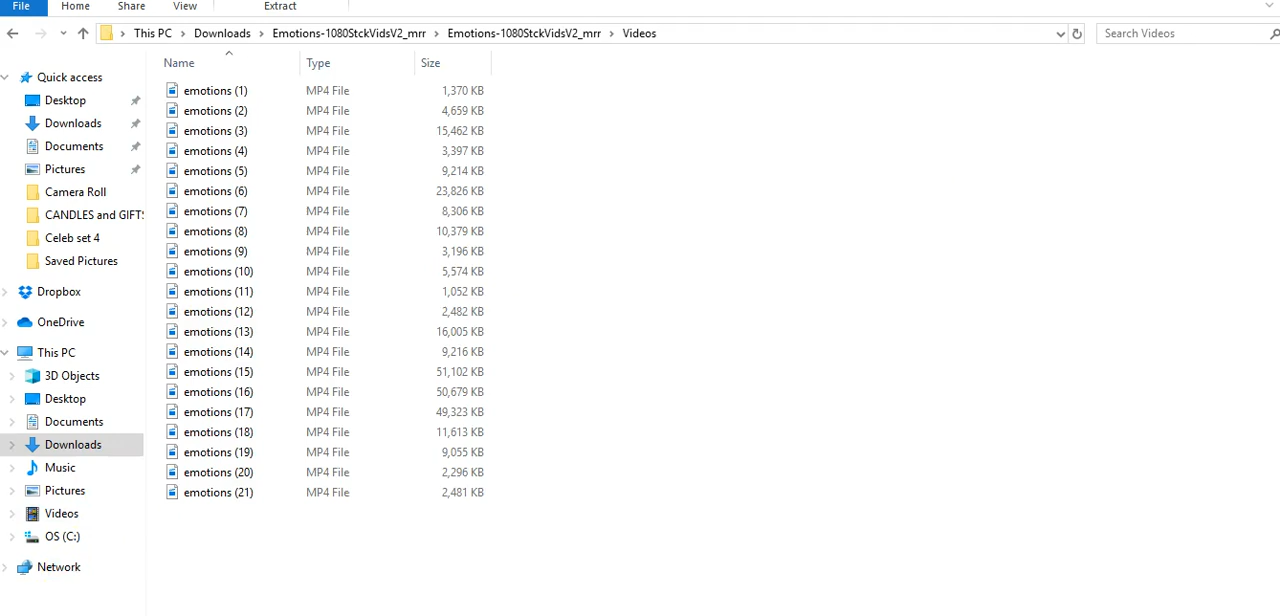 File Home Share View Extract
This PC Downloads Emotions-1080StckVidsV2_mrr Emotions-1080StckVidsV2_mrr Videos Search Videos
Quick access
Desktop
Downloads
Documents
Pictures
Camera Roll
CANDLES and GIFTS
Celeb set 4
Saved Pictures
Dropbox
OneDrive
This PC
3D Objects
Desktop
Documents
Downloads
Music
Pictures
Videos
OS (C:)
Network
Name Type Size
emotions (1) MP4 File 1,370 KB
emotions (2) MP4 File 4,659 KB
emotions (3) MP4 File 15,462 KB
emotions (4) MP4 File 3,397 KB
emotions (5) MP4 File 9,214 KB
emotions (6) MP4 File 23,826 KB
emotions (7) MP4 File 8,306 KB
emotions (8) MP4 File 10,379 KB
emotions (9) MP4 File 3,196 KB
emotions (10) MP4 File 5,574 KB
emotions (11) MP4 File 1,052 KB
emotions (12) MP4 File 2,482 KB
emotions (13) MP4 File 16,005 KB
emotions (14) MP4 File 9,216 KB
emotions (15) MP4 File 51,102 KB
emotions (16) MP4 File 50,679 KB
emotions (17) MP4 File 49,323 KB
emotions (18) MP4 File 11,613 KB
emotions (19) MP4 File 9,055 KB
emotions (20) MP4 File 2,296 KB
emotions (21) MP4 File 2,481 KB